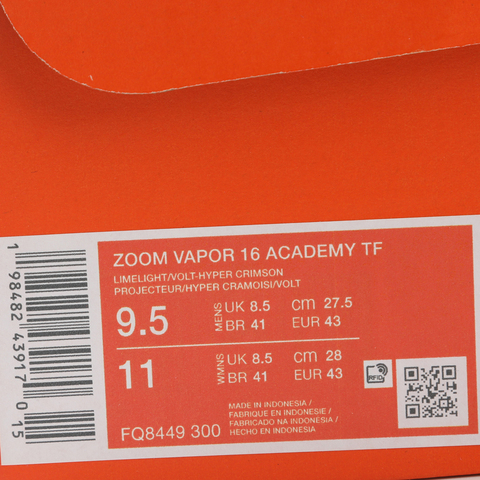 ZOOM VAPOR 16 ACADEMY TF
LIMELIGHT/VOLT-HYPER CRIMSON
PROJECTEUR/HYPER CRAMOISI/VOLT
9.5 MENS UK 8.5 cm 27.5
BR 41 EUR 43
11 WMNS UK 8.5 cm 28
BR 41 EUR 43
RFID
MADE IN INDONESIA /
FABRIQUE EN INDONESIE /
FABRICADO NA INDONESIA /
FQ8449 300 HECHO EN INDONESIA
1 98482 43917 015